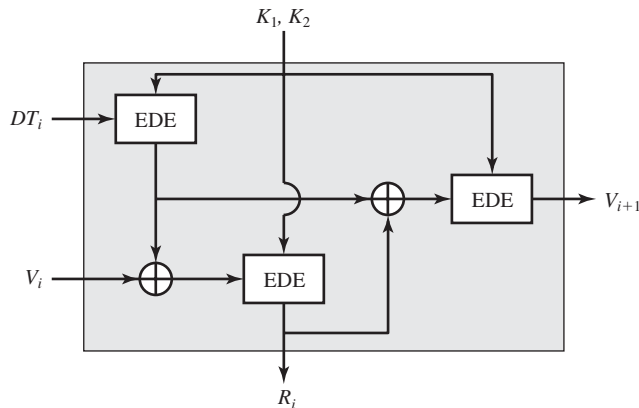 K₁, K₂
DTᵢ
EDE
EDE
Vᵢ₊₁
Vᵢ
EDE
Rᵢ